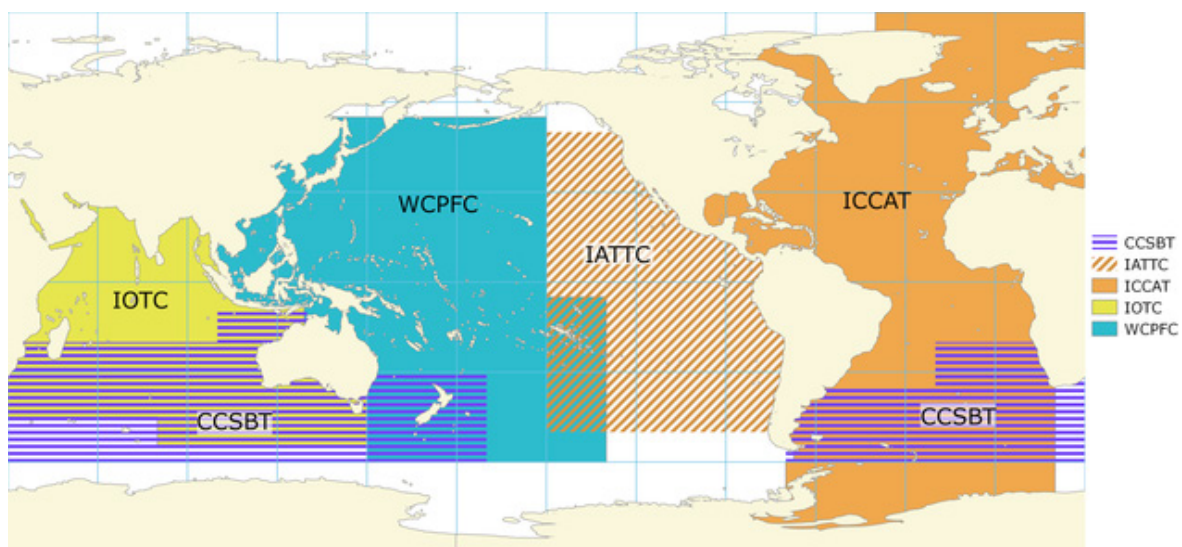 WCPFC
ICCAT
IATTC
IOTC
CCSBT
CCSBT
CCSBT
IATTC
ICCAT
IOTC
WCPFC